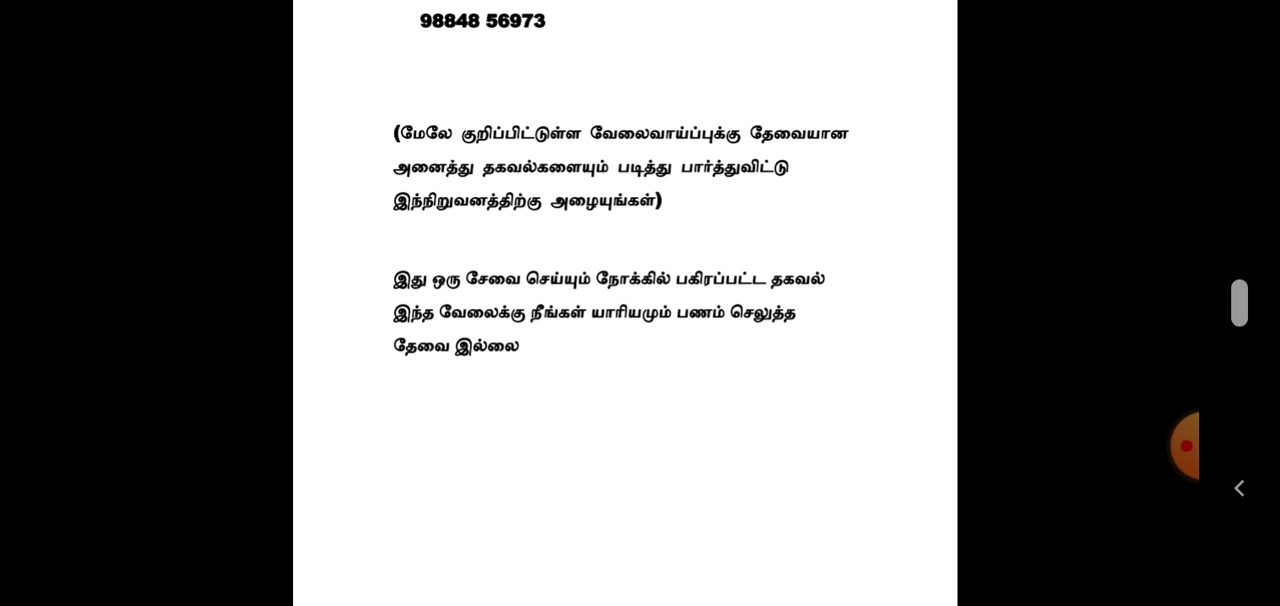 98848 56973
(மேலே குறிப்பிட்டுள்ள வேலைவாய்ப்புக்கு தேவையான
அனைத்து தகவல்களையும் படித்து பார்த்துவிட்டு
இந்நிறுவனத்திற்கு அழையுங்கள்)
இது ஒரு சேவை செய்யும் நோக்கில் பகிரப்பட்ட தகவல்
இந்த வேலைக்கு நீங்கள் யாரியமும் பணம் செலுத்த
தேவை இல்லை